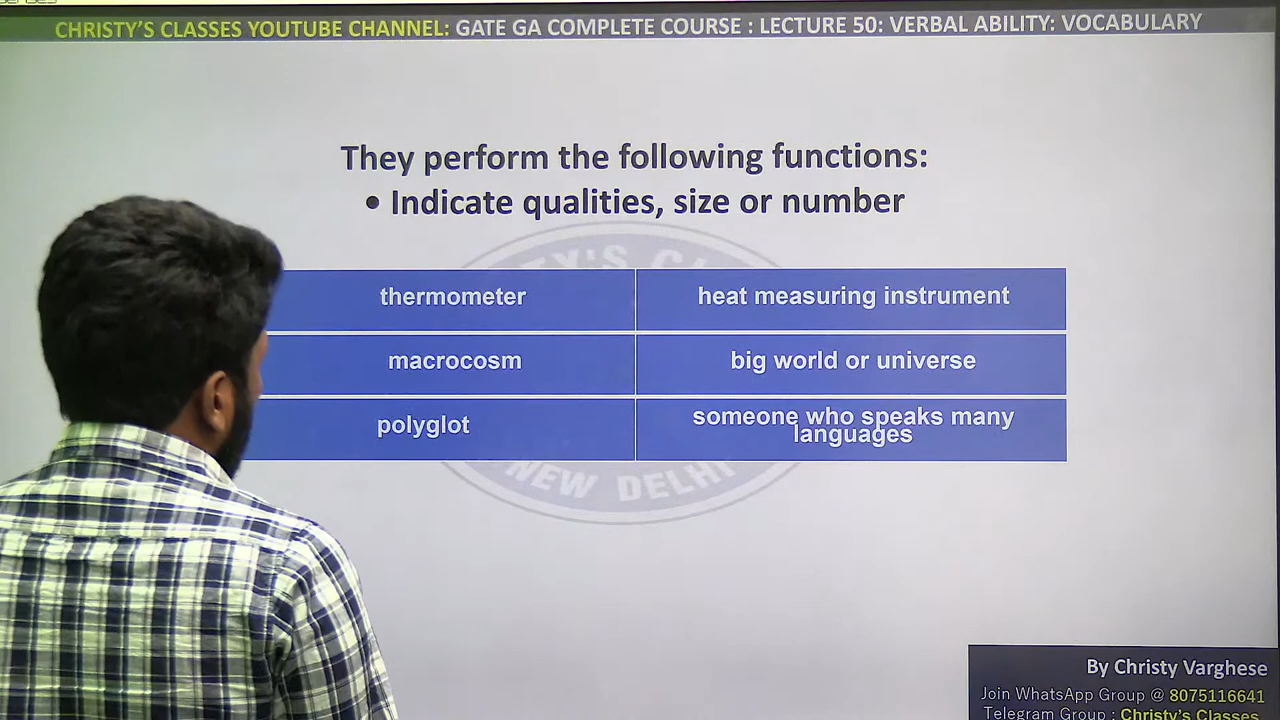 CHRISTY'S CLASSES YOUTUBE CHANNEL: GATE GA COMPLETE COURSE : LECTURE 50: VERBAL ABILITY: VOCABULARY
They perform the following functions:
• Indicate qualities, size or number
thermometer heat measuring instrument
macrocosm big world or universe
polyglot someone who speaks many
languages
NEW DELHI
By Christy Varghese
Join WhatsApp Group @ 8075116641
Telegram Group : Christy's Classes